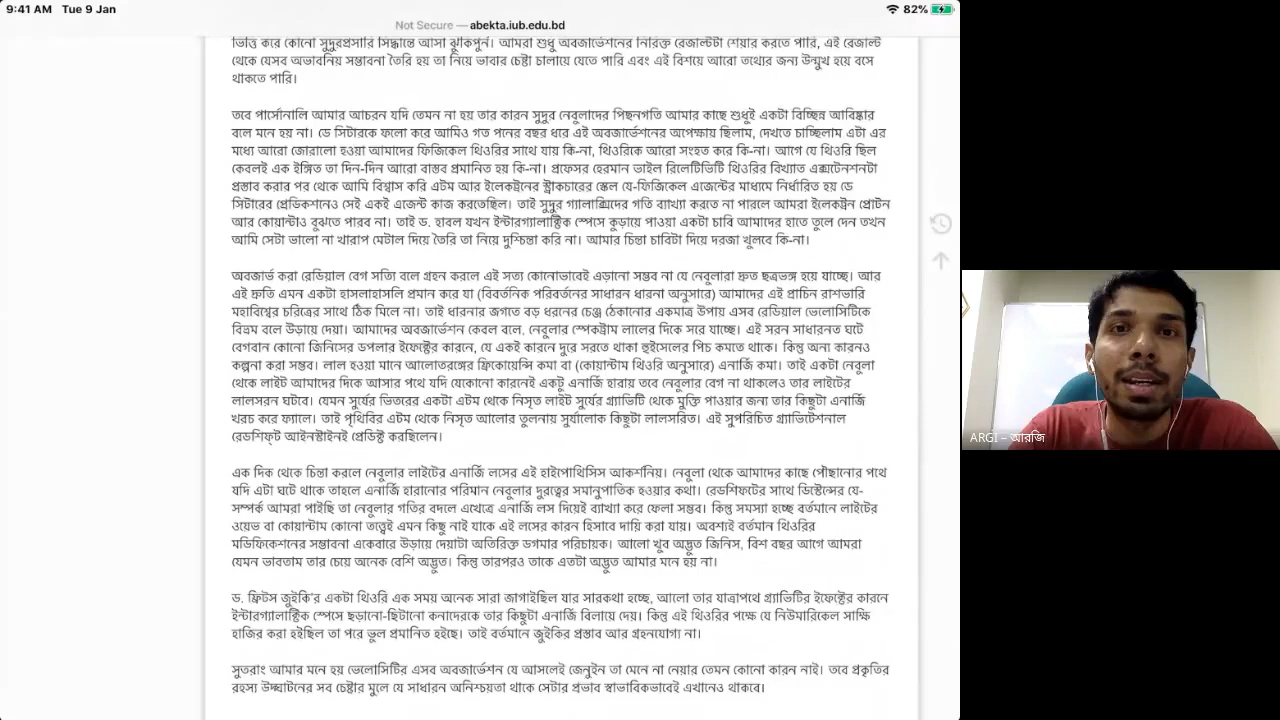 9:41 AM Tue 9 Jan
82%
Not Secure — abekta.iub.edu.bd
ভিত্তি করে কোনো সুদুরপ্রসারি সিদ্ধান্তে আসা ঝুঁকিপুর্ন। আমরা শুধু অবজার্ভেশনের নিরিক্ত রেজাল্টটা শেয়ার করতে পারি, এই রেজাল্ট
থেকে যেসব অভাবনিয় সম্ভাবনা তৈরি হয় তা নিয়ে ভাবার চেষ্টা চালায়ে যেতে পারি এবং এই বিশয়ে আরো তথ্যের জন্য উন্মুখ হয়ে বসে
থাকতে পারি।
তবে পার্সোনালি আমার আচরন যদি তেমন না হয় তার কারন সুদুর নেবুলাদের পিছনগতি আমার কাছে শুধুই একটা বিচ্ছিন্ন আবিষ্কার
বলে মনে হয় না। ডে সিটারকে ফলো করে আমিও গত পনের বছর ধরে এই অবজার্ভেশনের অপেক্ষায় ছিলাম, দেখতে চাচ্ছিলাম এটা এর
মধ্যে আরো জোরালো হওয়া আমাদের ফিজিকেল থিওরির সাথে যায় কি-না, থিওরিকে আরো সংহত করে কি-না। আগে যে থিওরি ছিল
কেবলই এক ইঙ্গিত তা দিন-দিন আরো বাস্তব প্রমানিত হয় কি-না। প্রফেসর হেরমান ভাইল রিলেটিভিটি থিওরির বিখ্যাত এক্সটেনশনটা
প্রস্তাব করার পর থেকে আমি বিশ্বাস করি এটম আর ইলেকট্রনের স্ট্রাকচারের স্কেল যে-ফিজিকেল এজেন্টের মাধ্যমে নির্ধারিত হয় ডে
সিটারের প্রেডিকশনেও সেই একই এজেন্ট কাজ করতেছিল। তাই সুদুর গ্যালাক্সিদের গতি ব্যাখ্যা করতে না পারলে আমরা ইলেকট্রন প্রোটন
আর কোয়ান্টাও বুঝতে পারব না। তাই ড. হাবল যখন ইন্টারগ্যালাক্টিক স্পেসে কুড়ায়ে পাওয়া একটা চাবি আমাদের হাতে তুলে দেন তখন
আমি সেটা ভালো না খারাপ মেটাল দিয়ে তৈরি তা নিয়ে দুশ্চিন্তা করি না। আমার চিন্তা চাবিটা দিয়ে দরজা খুলবে কি-না।
অবজার্ভ করা রেডিয়াল বেগ সত্যি বলে গ্রহন করলে এই সত্য কোনোভাবেই এড়ানো সম্ভব না যে নেবুলারা দ্রুত ছত্রভঙ্গ হয়ে যাচ্ছে। আর
এই দ্রুতি এমন একটা হাসলাহাসলি প্রমান করে যা (বিবর্তনিক পরিবর্তনের সাধারন ধারনা অনুসারে) আমাদের এই প্রাচিন রাশভারি
মহাবিশ্বের চরিত্রের সাথে ঠিক মিলে না। তাই ধারনার জগতে বড় ধরনের চেঞ্জ ঠেকানোর একমাত্র উপায় এসব রেডিয়াল ভেলোসিটিকে
বিভ্রম বলে উড়ায়ে দেয়া। আমাদের অবজার্ভেশন কেবল বলে, নেবুলার স্পেকট্রাম লালের দিকে সরে যাচ্ছে। এই সরন সাধারনত ঘটে
বেগবান কোনো জিনিসের ডপলার ইফেক্টের কারনে, যে একই কারনে দুরে সরতে থাকা হুইসেলের পিচ কমতে থাকে। কিন্তু অন্য কারনও
কল্পনা করা সম্ভব। লাল হওয়া মানে আলোতরঙ্গের ফ্রিকোয়েন্সি কমা বা (কোয়ান্টাম থিওরি অনুসারে) এনার্জি কমা। তাই একটা নেবুলা
থেকে লাইট আমাদের দিকে আসার পথে যদি যেকোনো কারনেই একটু এনার্জি হারায় তবে নেবুলার বেগ না থাকলেও তার লাইটের
লালসরন ঘটবে। যেমন সুর্যের ভিতরের একটা এটম থেকে নিসৃত লাইট সুর্যের গ্র্যাভিটি থেকে মুক্তি পাওয়ার জন্য তার কিছুটা এনার্জি
খরচ করে ফ্যালে। তাই পৃথিবির এটম থেকে নিসৃত আলোর তুলনায় সুর্যালোক কিছুটা লালসরিত। এই সুপরিচিত গ্র্যাভিটেশনাল
রেডশিফ্‌ট আইনস্টাইনই প্রেডিক্ট করছিলেন।
এক দিক থেকে চিন্তা করলে নেবুলার লাইটের এনার্জি লসের এই হাইপোথিসিস আকর্শনিয়। নেবুলা থেকে আমাদের কাছে পৌঁছানোর পথে
যদি এটা ঘটে থাকে তাহলে এনার্জি হারানোর পরিমান নেবুলার দুরত্বের সমানুপাতিক হওয়ার কথা। রেডশিফটের সাথে ডিস্টেন্সের যে-
সম্পর্ক আমরা পাইছি তা নেবুলার গতির বদলে এক্ষেত্রে এনার্জি লস দিয়েই ব্যাখ্যা করে ফেলা সম্ভব। কিন্তু সমস্যা হচ্ছে বর্তমানে লাইটের
ওয়েভ বা কোয়ান্টাম কোনো তত্ত্বেই এমন কিছু নাই যাকে এই লসের কারন হিসাবে দায়ি করা যায়। অবশ্যই বর্তমান থিওরির
মডিফিকেশনের সম্ভাবনা একেবারে উড়ায়ে দেয়াটা অতিরিক্ত ডগমার পরিচায়ক। আলো খুব অদ্ভুত জিনিস, বিশ বছর আগে আমরা
যেমন ভাবতাম তার চেয়ে অনেক বেশি অদ্ভুত। কিন্তু তারপরও তাকে এতটা অদ্ভুত আমার মনে হয় না।
ড. ফ্রিটস জুইকি'র একটা থিওরি এক সময় অনেক সারা জাগাইছিল যার সারকথা হচ্ছে, আলো তার যাত্রাপথে গ্র্যাভিটির ইফেক্টের কারনে
ইন্টারগ্যালাক্টিক স্পেসে ছড়ানো-ছিটানো কনাদেরকে তার কিছুটা এনার্জি বিলায়ে দেয়। কিন্তু এই থিওরির পক্ষে যে নিউমারিকেল সাক্ষি
হাজির করা হইছিল তা পরে ভুল প্রমানিত হইছে। তাই বর্তমানে জুইকির প্রস্তাব আর গ্রহনযোগ্য না।
সুতরাং আমার মনে হয় ভেলোসিটির এসব অবজার্ভেশন যে আসলেই জেনুইন তা মেনে না নেয়ার তেমন কোনো কারন নাই। তবে প্রকৃতির
রহস্য উদ্ঘাটনের সব চেষ্টার মুলে যে সাধারন অনিশ্চয়তা থাকে সেটার প্রভাব স্বাভাবিকভাবেই এখানেও থাকবে।
ARGI – আরজি